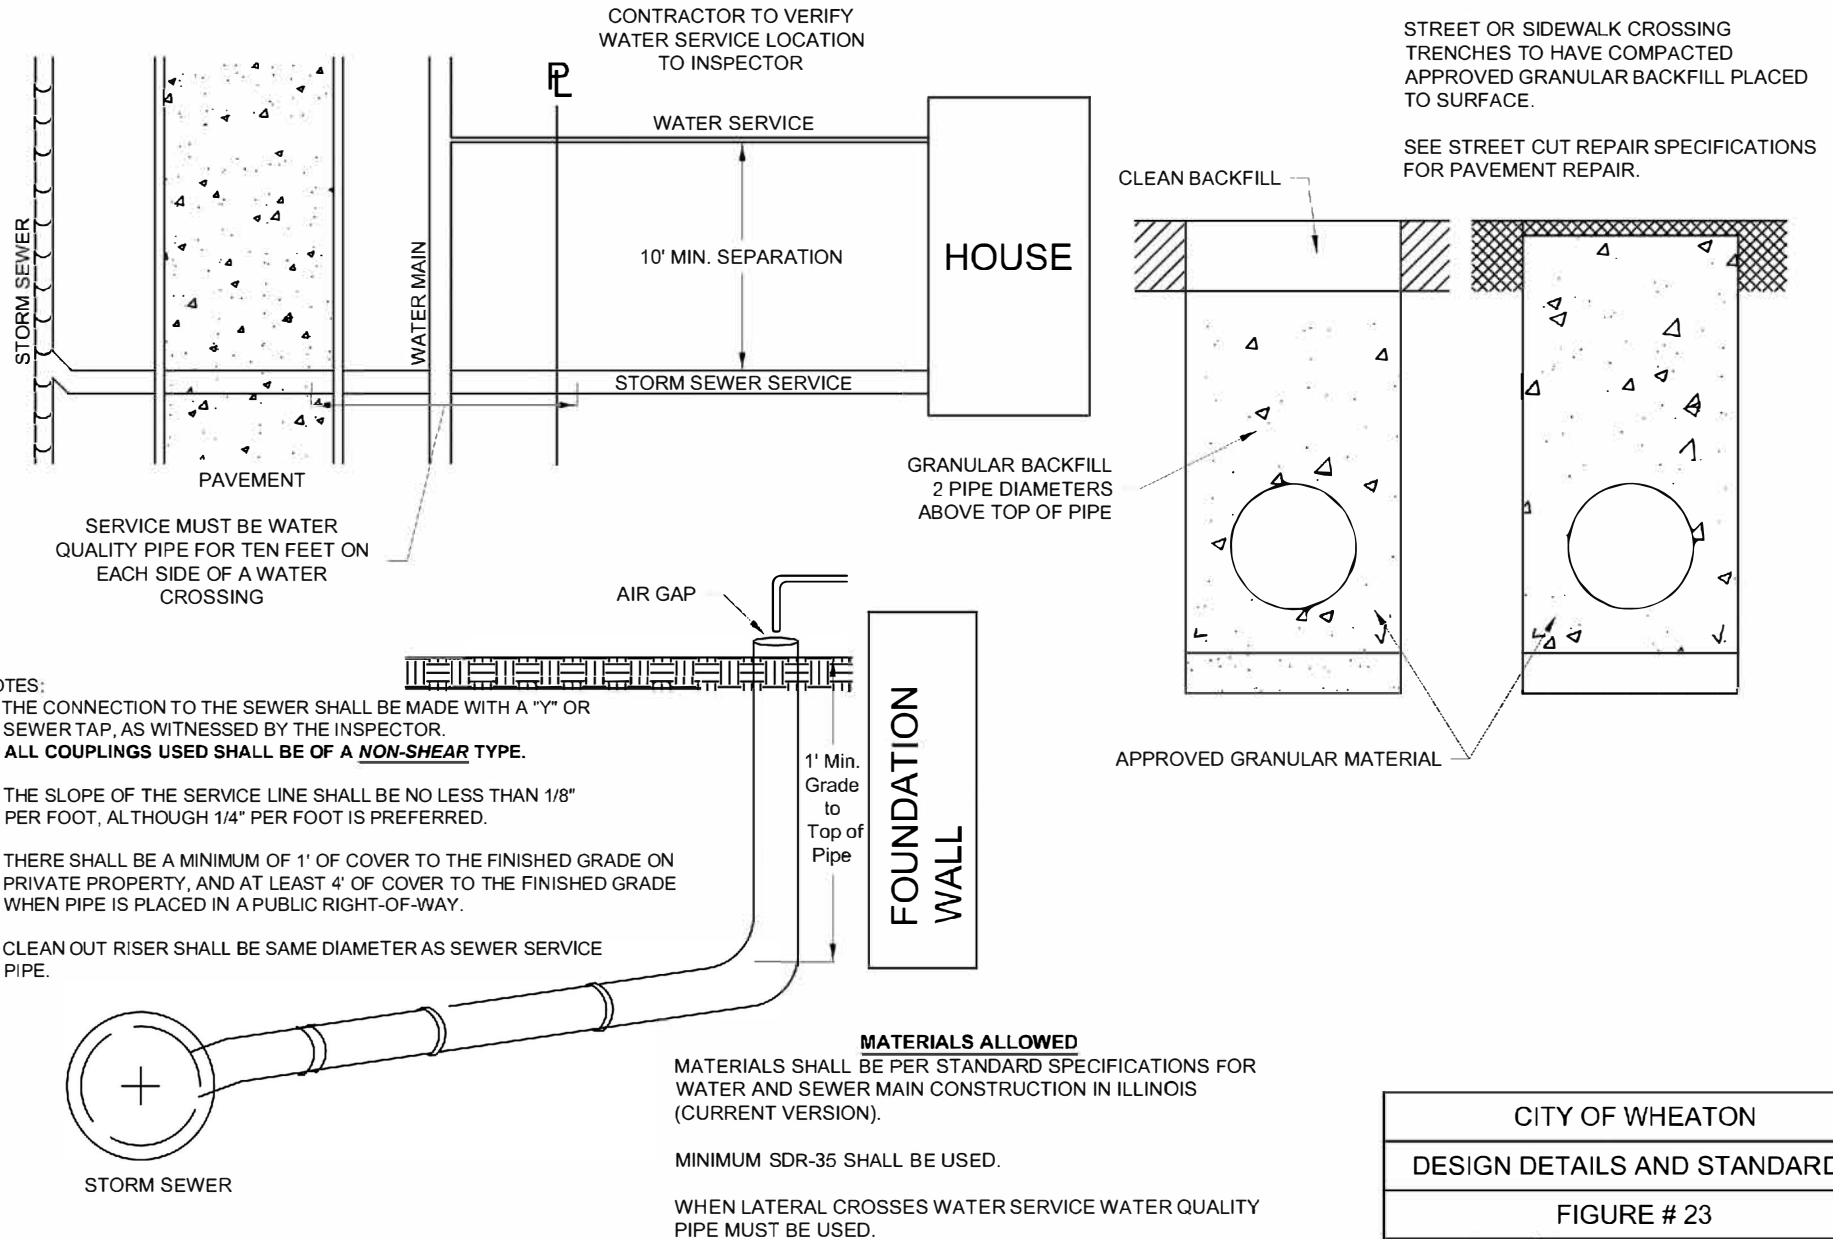 CONTRACTOR TO VERIFY
WATER SERVICE LOCATION
TO INSPECTOR
STREET OR SIDEWALK CROSSING
TRENCHES TO HAVE COMPACTED
APPROVED GRANULAR BACKFILL PLACED
TO SURFACE.
SEE STREET CUT REPAIR SPECIFICATIONS
FOR PAVEMENT REPAIR.
PL
WATER SERVICE
CLEAN BACKFILL
STORM SEWER
WATER MAIN
10' MIN. SEPARATION
HOUSE
STORM SEWER SERVICE
PAVEMENT
GRANULAR BACKFILL
2 PIPE DIAMETERS
ABOVE TOP OF PIPE
SERVICE MUST BE WATER
QUALITY PIPE FOR TEN FEET ON
EACH SIDE OF A WATER
CROSSING
AIR GAP
OTES:
THE CONNECTION TO THE SEWER SHALL BE MADE WITH A "Y" OR
SEWER TAP, AS WITNESSED BY THE INSPECTOR.
ALL COUPLINGS USED SHALL BE OF A NON-SHEAR TYPE.
THE SLOPE OF THE SERVICE LINE SHALL BE NO LESS THAN 1/8"
PER FOOT, ALTHOUGH 1/4" PER FOOT IS PREFERRED.
THERE SHALL BE A MINIMUM OF 1' OF COVER TO THE FINISHED GRADE ON
PRIVATE PROPERTY, AND AT LEAST 4' OF COVER TO THE FINISHED GRADE
WHEN PIPE IS PLACED IN A PUBLIC RIGHT-OF-WAY.
CLEAN OUT RISER SHALL BE SAME DIAMETER AS SEWER SERVICE
PIPE.
1' Min.
Grade
to
Top of
Pipe
FOUNDATION
WALL
APPROVED GRANULAR MATERIAL
STORM SEWER
MATERIALS ALLOWED
MATERIALS SHALL BE PER STANDARD SPECIFICATIONS FOR
WATER AND SEWER MAIN CONSTRUCTION IN ILLINOIS
(CURRENT VERSION).
MINIMUM SDR-35 SHALL BE USED.
WHEN LATERAL CROSSES WATER SERVICE WATER QUALITY
PIPE MUST BE USED.
CITY OF WHEATON
DESIGN DETAILS AND STANDARD
FIGURE # 23